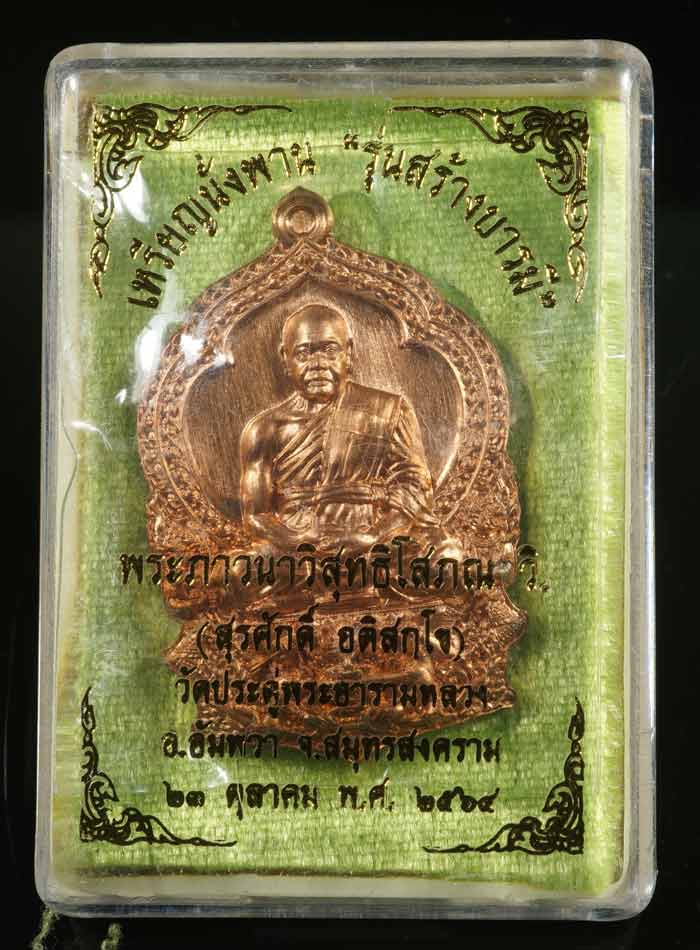 เหรียญนั่งพาน "รุ่นสร้างบารมี"
พระภาวนาวิสุทธิโสภณ วิ.
(สุรศักดิ์ อติสกฺโข)
วัดประดู่พระอารามหลวง
อ.อัมพวา จ.สมุทรสงคราม
๒๓ ตุลาคม พ.ศ. ๒๕๖๔